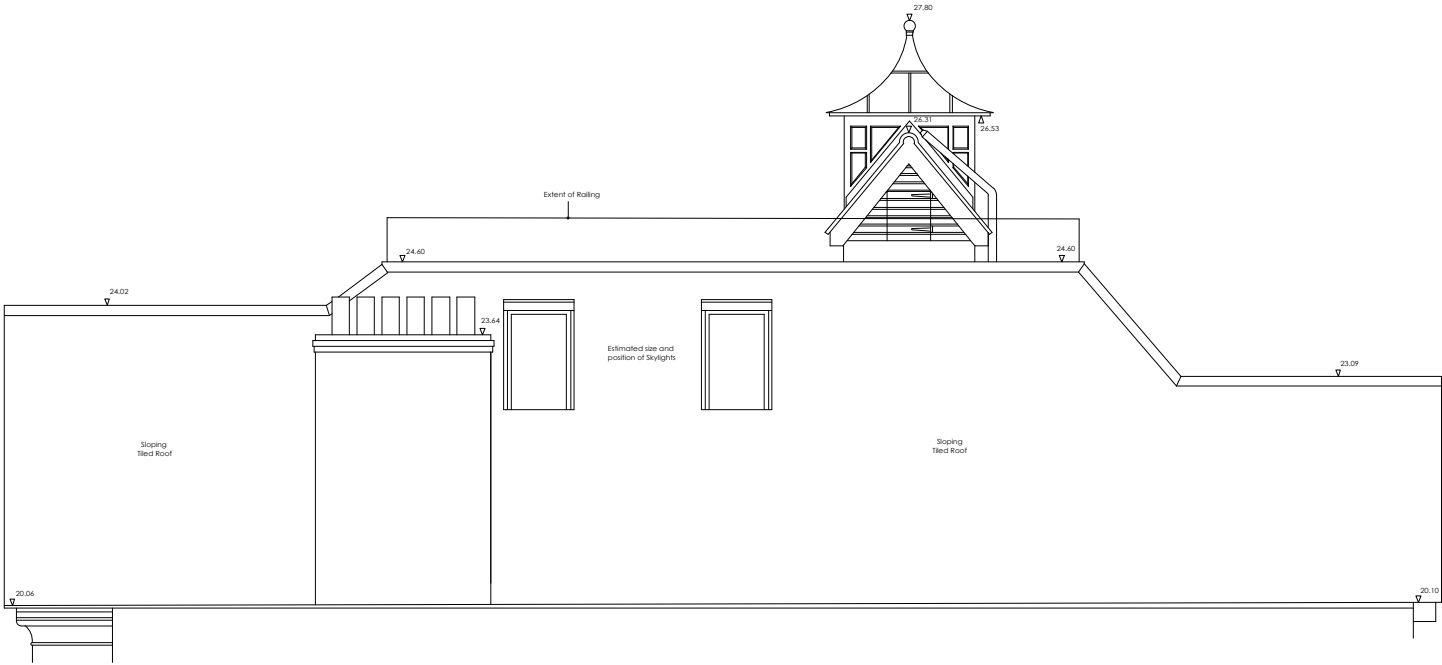 27.80
26.31
26.53
Extent of Railing
24.60
24.60
24.02
23.64
Estimated size and
position of Skylights
23.09
Sloping
Tiled Roof
Sloping
Tiled Roof
20.06
20.10